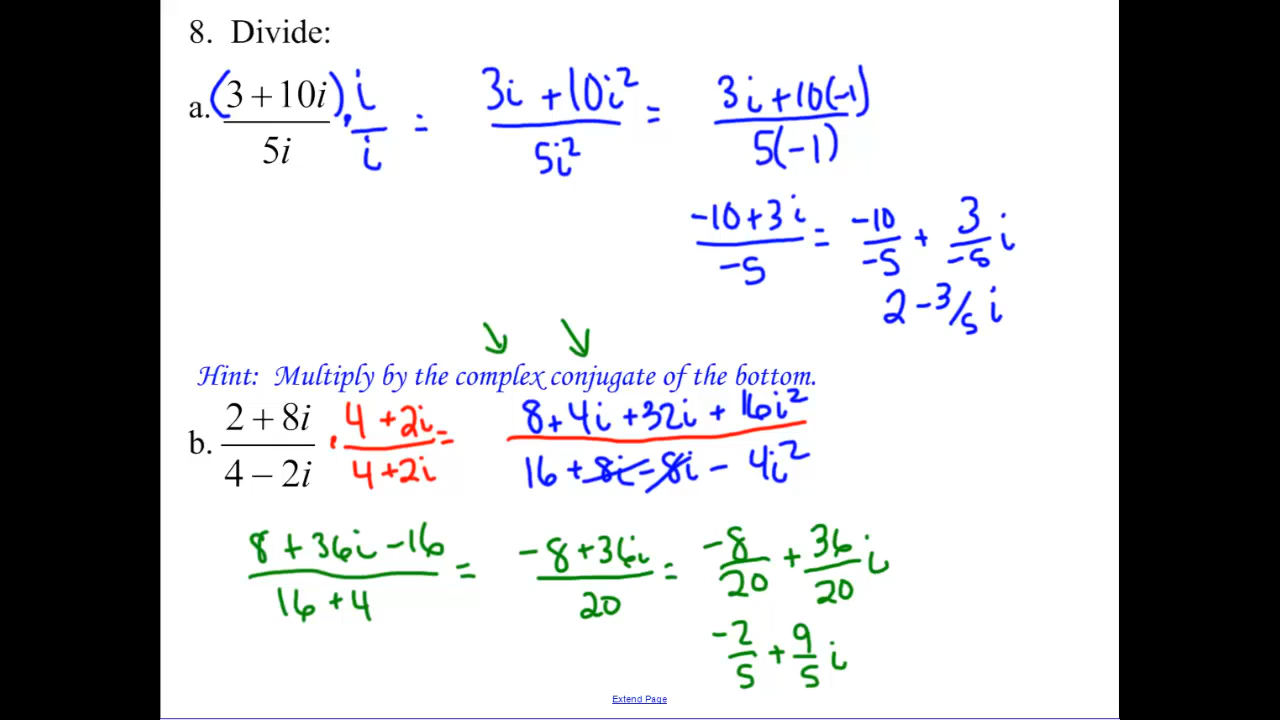 8. Divide:
a. (3 + 10i)/5i · i/i = (3i + 10i²)/5i² = (3i + 10(-1))/5(-1)
(-10 + 3i)/-5 = -10/-5 + 3/-5 i
2 - 3/5 i
Hint: Multiply by the complex conjugate of the bottom.
b. (2 + 8i)/(4 – 2i) · (4 + 2i)/(4 + 2i) = (8 + 4i + 32i + 16i²)/(16 + 8i - 8i - 4i²)
(8 + 36i - 16)/(16 + 4) = (-8 + 36i)/20 = -8/20 + 36/20 i
-2/5 + 9/5 i
Extend Page